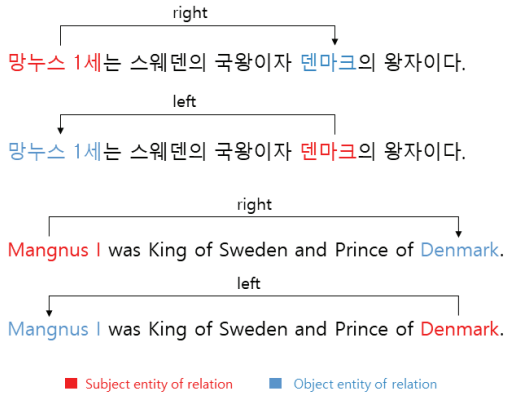 right
망누스 1세는 스웨덴의 국왕이자 덴마크의 왕자이다.
left
망누스 1세는 스웨덴의 국왕이자 덴마크의 왕자이다.
right
Mangnus I was King of Sweden and Prince of Denmark.
left
Mangnus I was King of Sweden and Prince of Denmark.
Subject entity of relation Object entity of relation